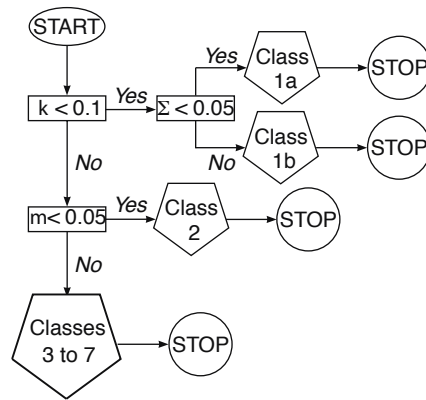 START
k < 0.1
Yes
Σ < 0.05
Yes
Class
1a
STOP
No
Class
1b
STOP
No
m< 0.05
Yes
Class
2
STOP
No
Classes
3 to 7
STOP